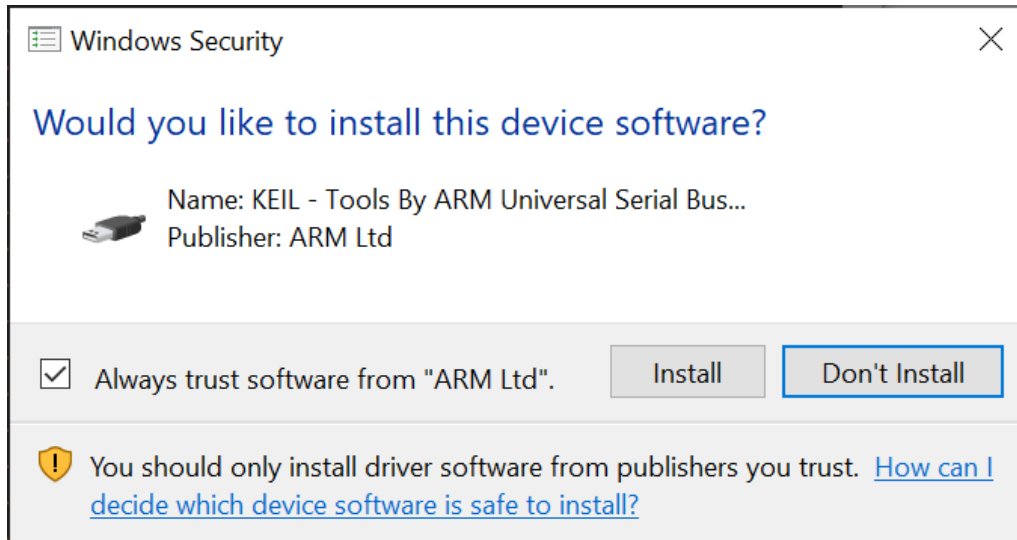 Windows Security
Would you like to install this device software?
Name: KEIL - Tools By ARM Universal Serial Bus...
Publisher: ARM Ltd
Always trust software from "ARM Ltd".
Install
Don't Install
You should only install driver software from publishers you trust. How can I
decide which device software is safe to install?